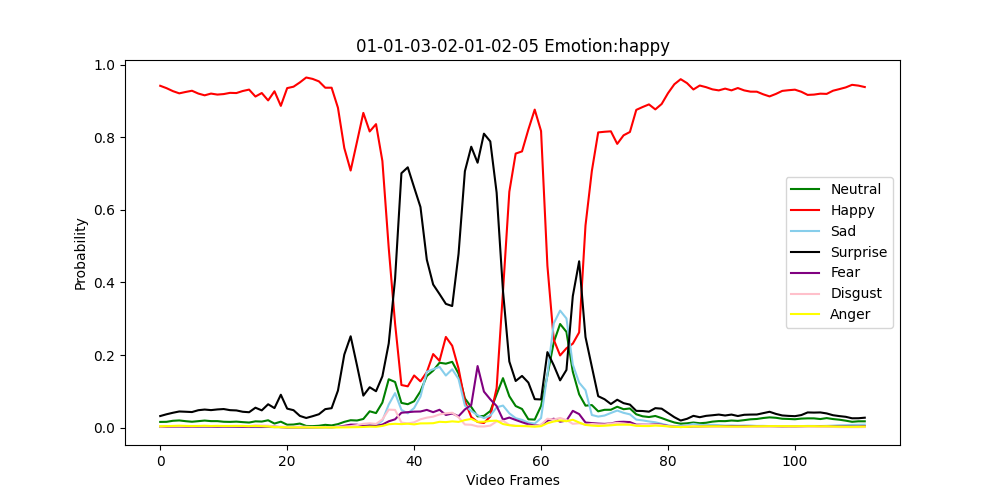 01-01-03-02-01-02-05 Emotion:happy
1.0
0.8
0.6
0.4
0.2
0.0
Probability
Neutral
Happy
Sad
Surprise
Fear
Disgust
Anger
0 20 40 60 80 100
Video Frames